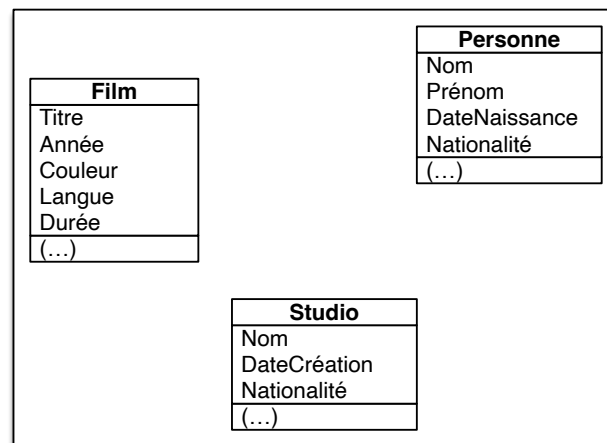 Film
Titre
Année
Couleur
Langue
Durée
(…)
Personne
Nom
Prénom
DateNaissance
Nationalité
(…)
Studio
Nom
DateCréation
Nationalité
(…)